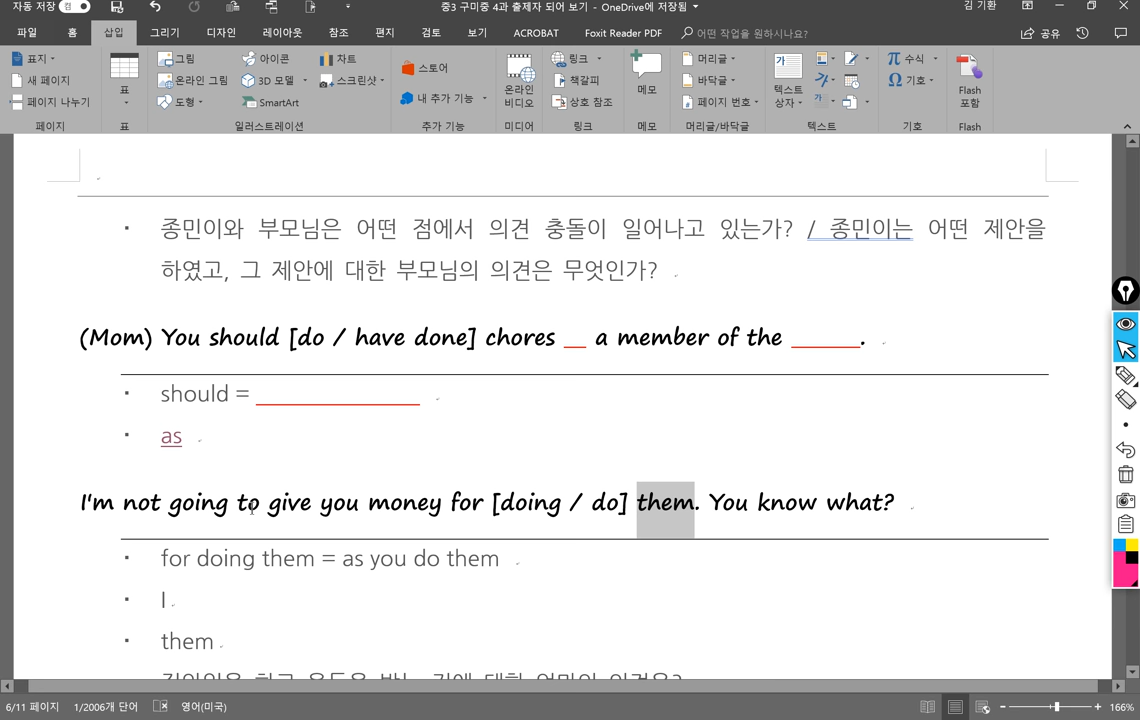 자동 저장 켬 중3 구미중 4과 출제자 되어 보기 - OneDrive에 저장됨 김 기환
파일 홈 삽입 그리기 디자인 레이아웃 참조 편지 검토 보기 ACROBAT Foxit Reader PDF 어떤 작업을 원하시나요? 공유
표지 새 페이지 페이지 나누기
표
그림 온라인 그림 도형 아이콘 3D 모델 SmartArt 차트 스크린샷
스토어 내 추가 기능
온라인 비디오
링크 책갈피 상호 참조
메모
머리글 바닥글 페이지 번호
텍스트 상자
수식 기호
Flash 포함
페이지 표 일러스트레이션 추가 기능 미디어 링크 메모 머리글/바닥글 텍스트 기호 Flash
▪ 종민이와 부모님은 어떤 점에서 의견 충돌이 일어나고 있는가? / 종민이는 어떤 제안을
하였고, 그 제안에 대한 부모님의 의견은 무엇인가?
(Mom) You should [do / have done] chores __ a member of the ______.
▪ should = ______________
▪ as
I'm not going to give you money for [doing / do] them. You know what?
▪ for doing them = as you do them
▪ I
▪ them
6/11 페이지 1/2006개 단어 영어(미국) 166%